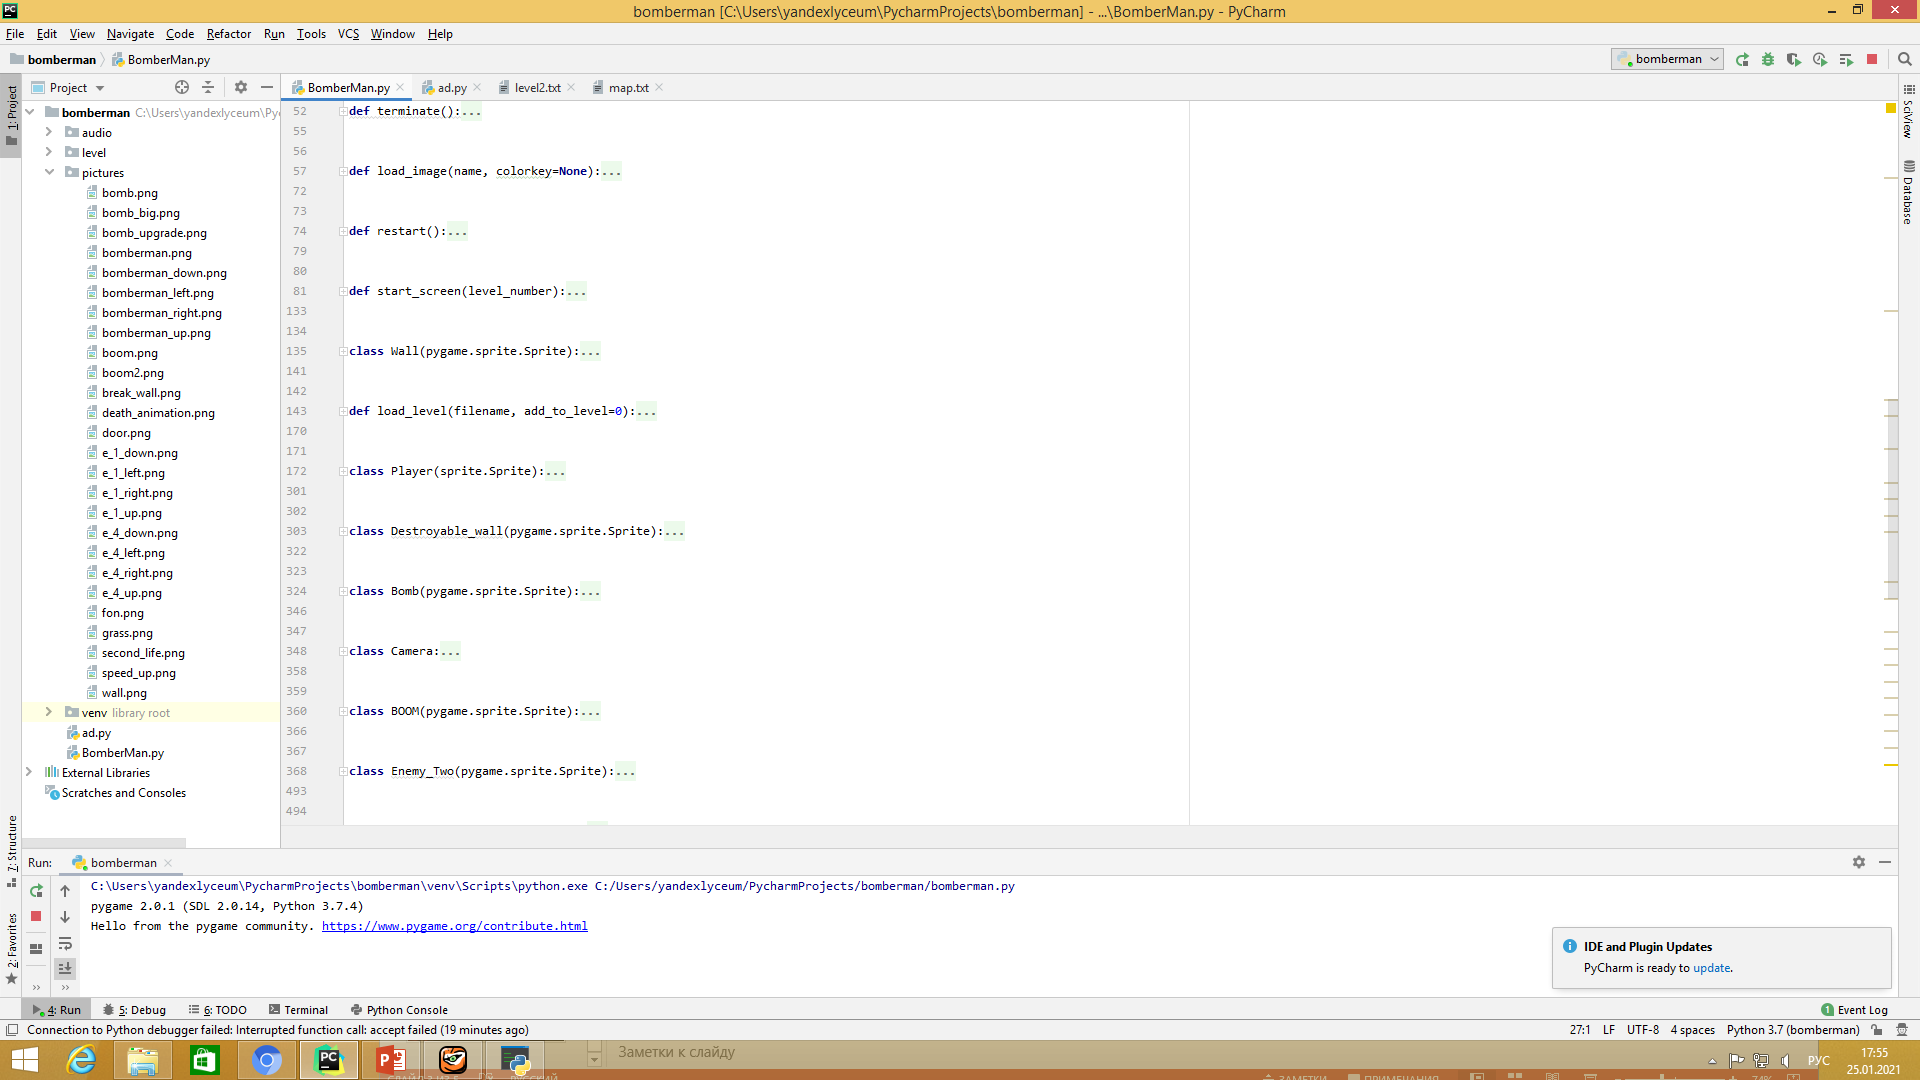 PC
bomberman [C:\Users\yandexlyceum\PycharmProjects\bomberman] - ...\BomberMan.py - PyCharm
File Edit View Navigate Code Refactor Run Tools VCS Window Help
bomberman BomberMan.py
bomberman
Project
BomberMan.py ad.py level2.txt map.txt
1: Project
bomberman C:\Users\yandexlyceum\Pyc
audio
level
pictures
bomb.png
bomb_big.png
bomb_upgrade.png
bomberman.png
bomberman_down.png
bomberman_left.png
bomberman_right.png
bomberman_up.png
boom.png
boom2.png
break_wall.png
death_animation.png
door.png
e_1_down.png
e_1_left.png
e_1_right.png
e_1_up.png
e_4_down.png
e_4_left.png
e_4_right.png
e_4_up.png
fon.png
grass.png
second_life.png
speed_up.png
wall.png
venv library root
ad.py
BomberMan.py
External Libraries
Scratches and Consoles
7: Structure
2: Favorites
52 def terminate():...
55
56
57 def load_image(name, colorkey=None):...
72
73
74 def restart():...
79
80
81 def start_screen(level_number):...
133
134
135 class Wall(pygame.sprite.Sprite):...
141
142
143 def load_level(filename, add_to_level=0):...
170
171
172 class Player(sprite.Sprite):...
301
302
303 class Destroyable_wall(pygame.sprite.Sprite):...
322
323
324 class Bomb(pygame.sprite.Sprite):...
346
347
348 class Camera:...
358
359
360 class BOOM(pygame.sprite.Sprite):...
366
367
368 class Enemy_Two(pygame.sprite.Sprite):...
493
494
SciView
Database
Run: bomberman
C:\Users\yandexlyceum\PycharmProjects\bomberman\venv\Scripts\python.exe C:/Users/yandexlyceum/PycharmProjects/bomberman/bomberman.py
pygame 2.0.1 (SDL 2.0.14, Python 3.7.4)
Hello from the pygame community. https://www.pygame.org/contribute.html
IDE and Plugin Updates
PyCharm is ready to update.
4: Run 5: Debug 6: TODO Terminal Python Console
1 Event Log
Connection to Python debugger failed: Interrupted function call: accept failed (19 minutes ago)
27:1 LF UTF-8 4 spaces Python 3.7 (bomberman)
PC
Заметки к слайду
РУС
17:55
25.01.2021